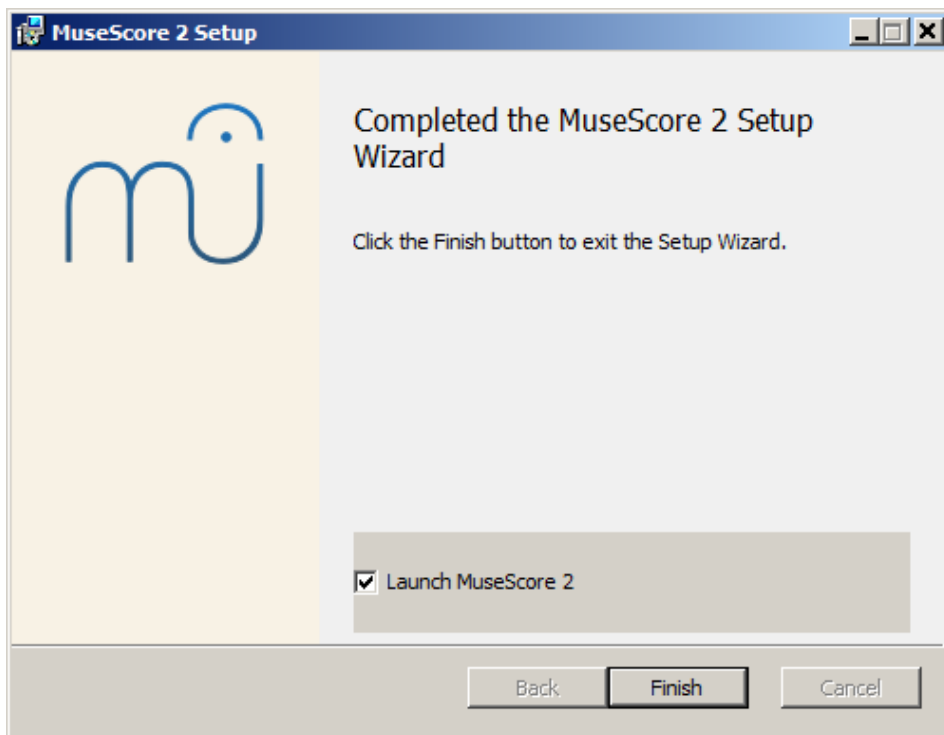 MuseScore 2 Setup
Completed the MuseScore 2 Setup
Wizard
Click the Finish button to exit the Setup Wizard.
Launch MuseScore 2
Back
Finish
Cancel